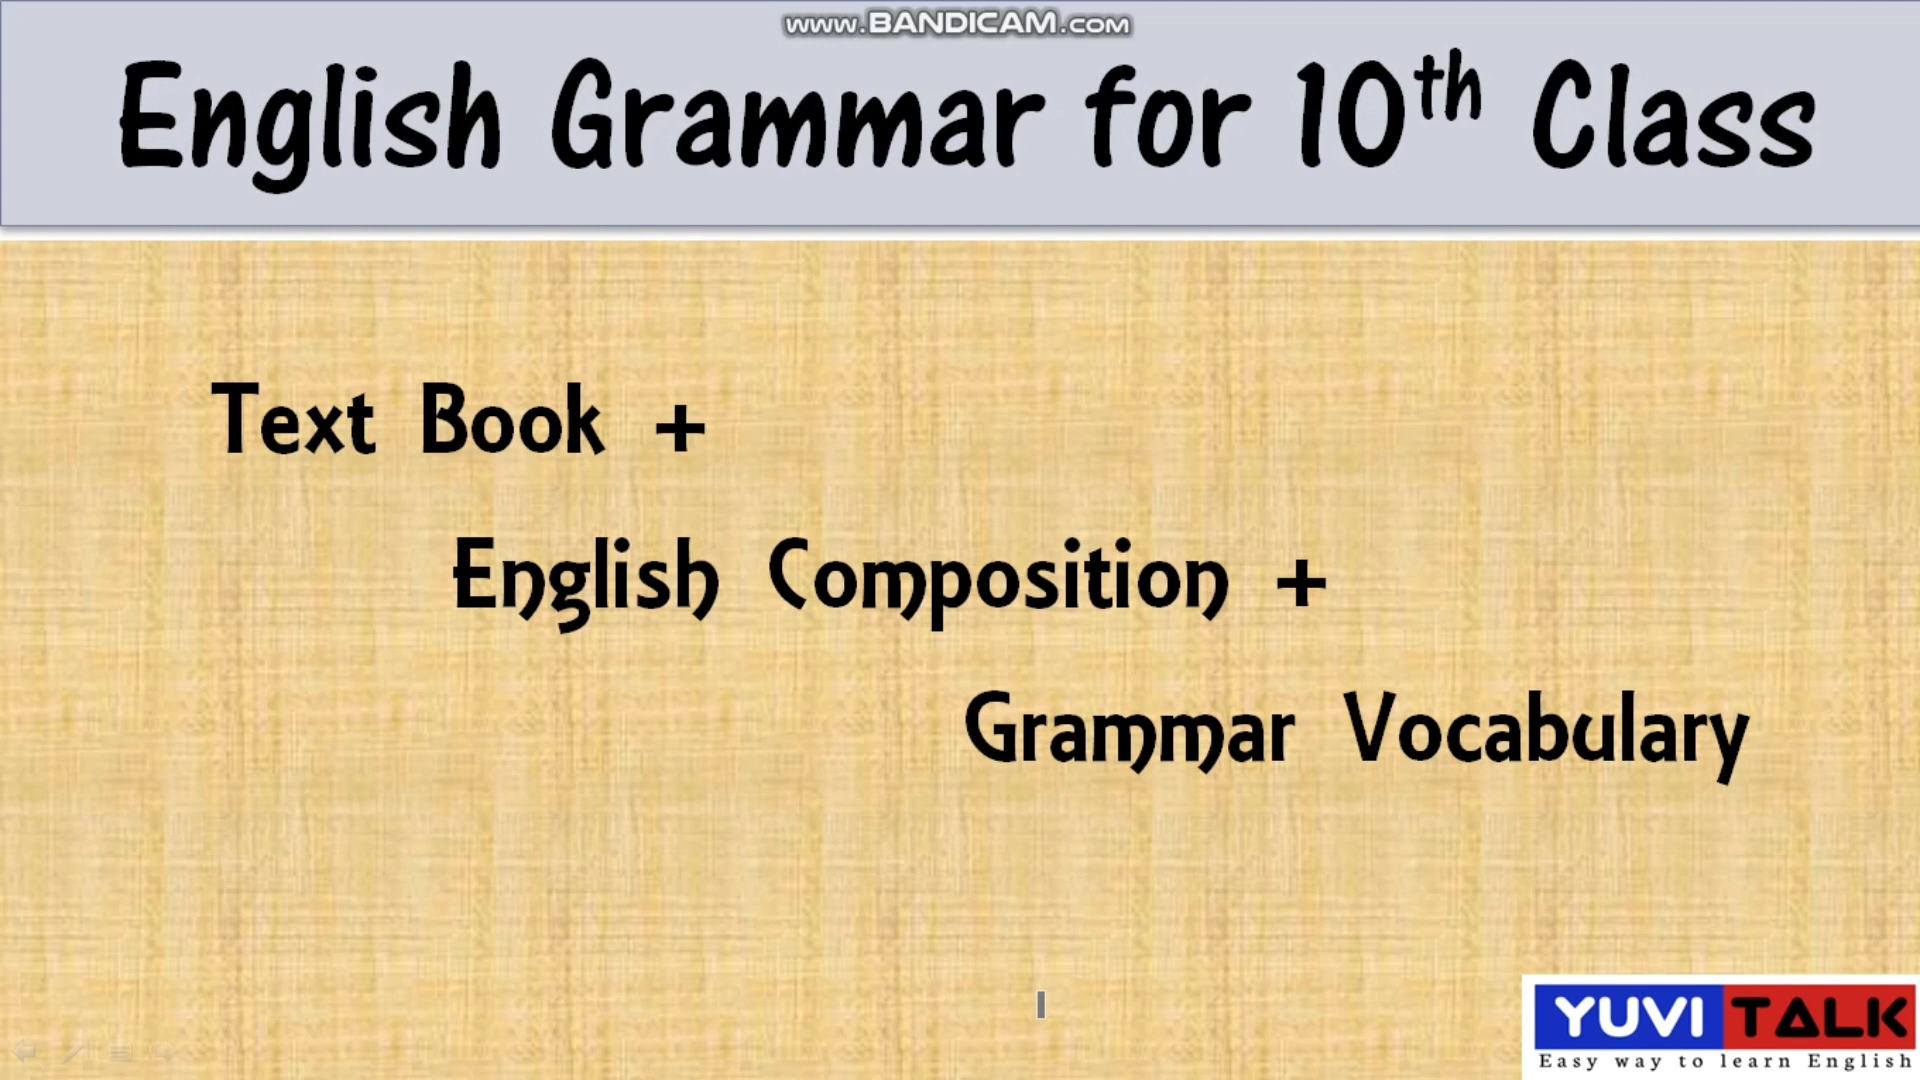 www.BANDICAM.com
English Grammar for 10th Class
Text Book +
English Composition +
Grammar Vocabulary
YUVI TALK
Easy way to learn English